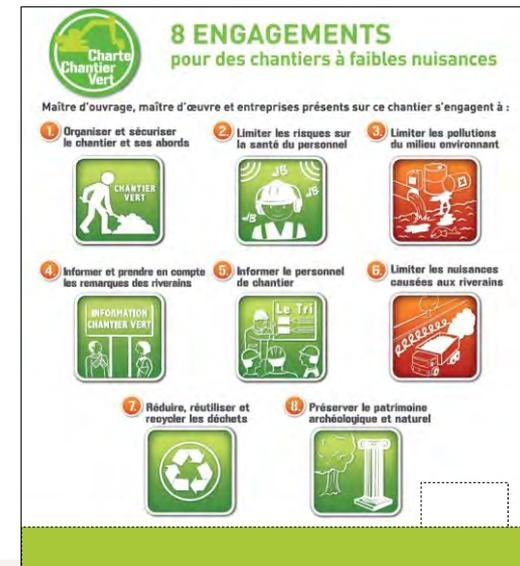 Charte
Chantier
Vert
8 ENGAGEMENTS
pour des chantiers à faibles nuisances
Maître d'ouvrage, maître d'œuvre et entreprises présents sur ce chantier s'engagent à :
1. Organiser et sécuriser
le chantier et ses abords
CHANTIER
VERT
2. Limiter les risques sur
la santé du personnel
3. Limiter les pollutions
du milieu environnant
4. Informer et prendre en compte
les remarques des riverains
INFORMATION
CHANTIER VERT
5. Informer le personnel
de chantier
Le Tri
6. Limiter les nuisances
causées aux riverains
7. Réduire, réutiliser et
recycler les déchets
8. Préserver le patrimoine
archéologique et naturel